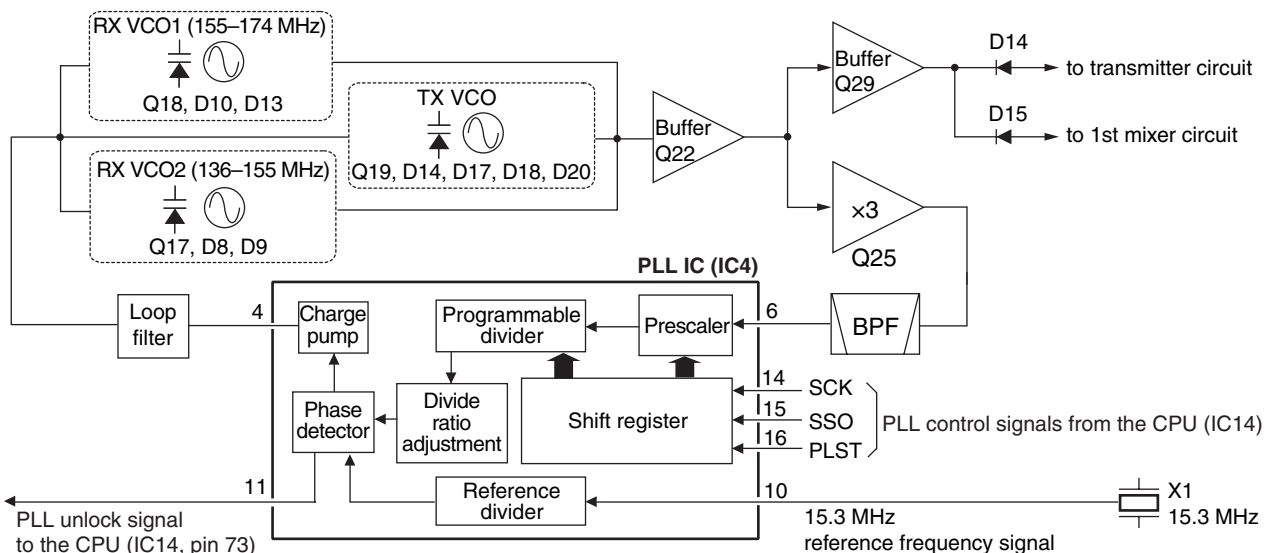 RX VCO1 (155–174 MHz)
Q18, D10, D13
TX VCO
Q19, D14, D17, D18, D20
RX VCO2 (136–155 MHz)
Q17, D8, D9
Buffer
Q22
Buffer
Q29
D14
to transmitter circuit
D15
to 1st mixer circuit
×3
Q25
BPF
PLL IC (IC4)
Loop
filter
4
Charge
pump
Programmable
divider
Prescaler
6
Phase
detector
Divide
ratio
adjustment
Shift register
14
SCK
15
SSO
16
PLST
PLL control signals from the CPU (IC14)
11
PLL unlock signal
to the CPU (IC14, pin 73)
Reference
divider
10
15.3 MHz
reference frequency signal
X1
15.3 MHz